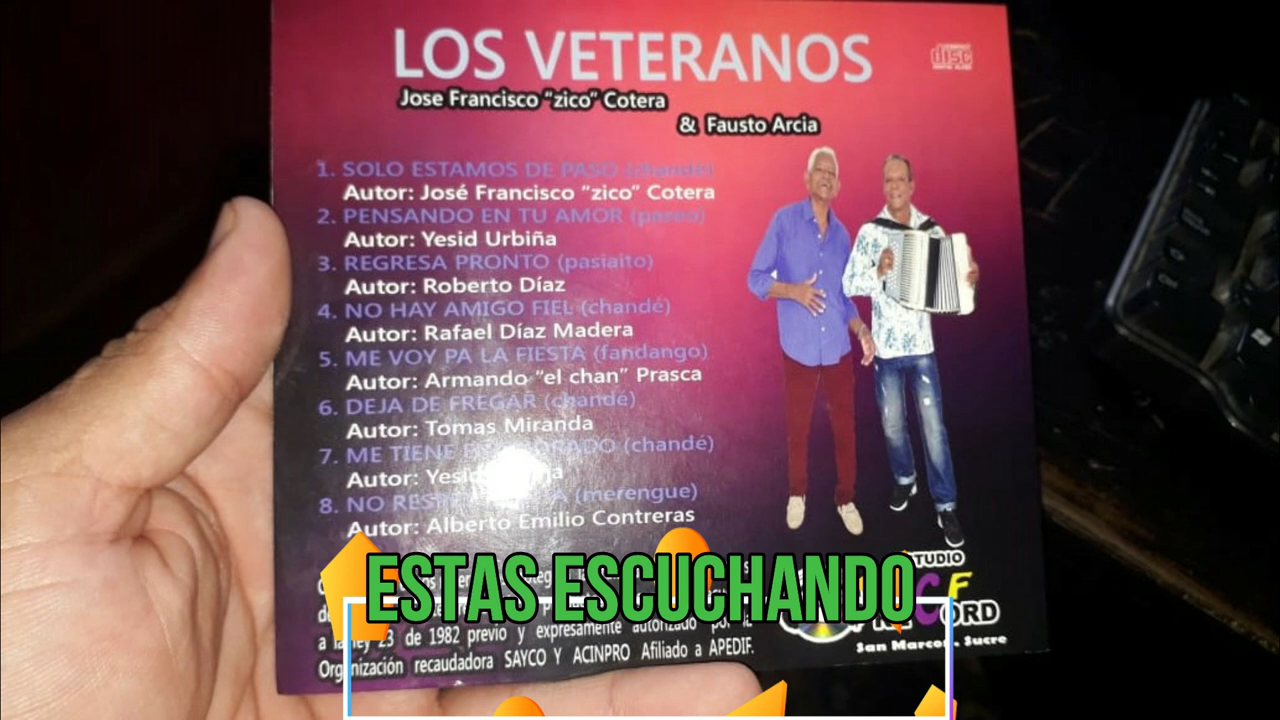 LOS VETERANOS
COMPACT
disc
DIGITAL AUDIO
Jose Francisco "zico" Cotera
& Fausto Arcia
1. SOLO ESTAMOS DE PASO (chandé)
Autor: José Francisco "zico" Cotera
2. PENSANDO EN TU AMOR (paseo)
Autor: Yesid Urbiña
3. REGRESA PRONTO (pasiaito)
Autor: Roberto Díaz
4. NO HAY AMIGO FIEL (chandé)
Autor: Rafael Díaz Madera
5. ME VOY PA LA FIESTA (fandango)
Autor: Armando "el chan" Prasca
6. DEJA DE FREGAR (chandé)
Autor: Tomas Miranda
7. ME TIENE (chandé)
Autor:
8. NO (merengue)
Autor: Alberto Emilio Contreras
ESTAS ESCUCHANDO
a la ley 23 de 1982 previo y expresamente autorizado
Organización recaudadora SAYCO Y ACINPRO Afiliado a APEDIF.
C F
San Marcos, Sucre